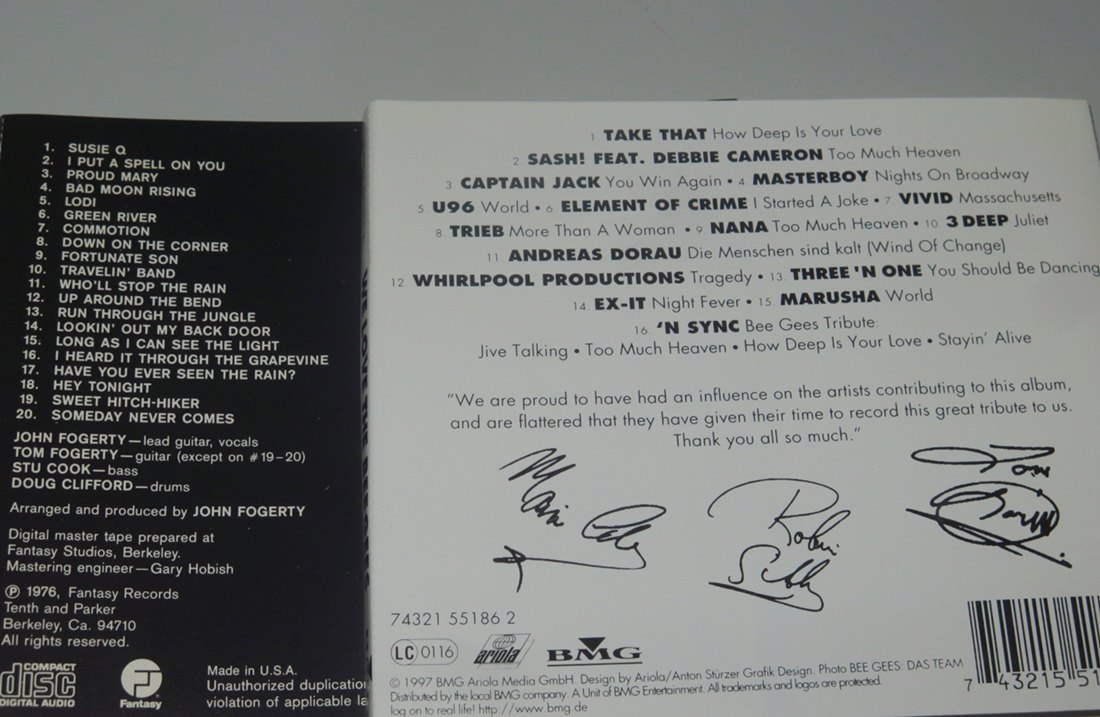 1. SUSIE Q
2. I PUT A SPELL ON YOU
3. PROUD MARY
4. BAD MOON RISING
5. LODI
6. GREEN RIVER
7. COMMOTION
8. DOWN ON THE CORNER
9. FORTUNATE SON
10. TRAVELIN' BAND
11. WHO'LL STOP THE RAIN
12. UP AROUND THE BEND
13. RUN THROUGH THE JUNGLE
14. LOOKIN' OUT MY BACK DOOR
15. LONG AS I CAN SEE THE LIGHT
16. I HEARD IT THROUGH THE GRAPEVINE
17. HAVE YOU EVER SEEN THE RAIN?
18. HEY TONIGHT
19. SWEET HITCH-HIKER
20. SOMEDAY NEVER COMES
JOHN FOGERTY—lead guitar, vocals
TOM FOGERTY—guitar (except on #19–20)
STU COOK—bass
DOUG CLIFFORD—drums
Arranged and produced by JOHN FOGERTY
Digital master tape prepared at
Fantasy Studios, Berkeley.
Mastering engineer—Gary Hobish
℗ 1976, Fantasy Records
Tenth and Parker
Berkeley, Ca. 94710
All rights reserved.
COMPACT
disc
DIGITAL AUDIO
Fantasy
Made in U.S.A.
Unauthorized duplicatio
violation of applicable la
1. TAKE THAT How Deep Is Your Love
2. SASH! FEAT. DEBBIE CAMERON Too Much Heaven
3. CAPTAIN JACK You Win Again • 4. MASTERBOY Nights On Broadway
5. U96 World • 6. ELEMENT OF CRIME I Started A Joke • 7. VIVID Massachusetts
8. TRIEB More Than A Woman • 9. NANA Too Much Heaven • 10. 3 DEEP Juliet
11. ANDREAS DORAU Die Menschen sind kalt (Wind Of Change)
12. WHIRLPOOL PRODUCTIONS Tragedy • 13. THREE 'N ONE You Should Be Dancing
14. EX-IT Night Fever • 15. MARUSHA World
16. 'N SYNC Bee Gees Tribute:
Jive Talking • Too Much Heaven • How Deep Is Your Love • Stayin' Alive
"We are proud to have had an influence on the artists contributing to this album,
and are flattered that they have given their time to record this great tribute to us.
Thank you all so much."
74321 55186 2
LC 0116
ariola
BMG
© 1997 BMG Ariola Media GmbH. Design by Ariola/Anton Stürzer Grafik Design. Photo BEE GEES: DAS TEAM
Distributed by the local BMG company. A Unit of BMG Entertainment. All trademarks and logos are protected.
log on to real life! http://www.bmg.de
7 43215 51